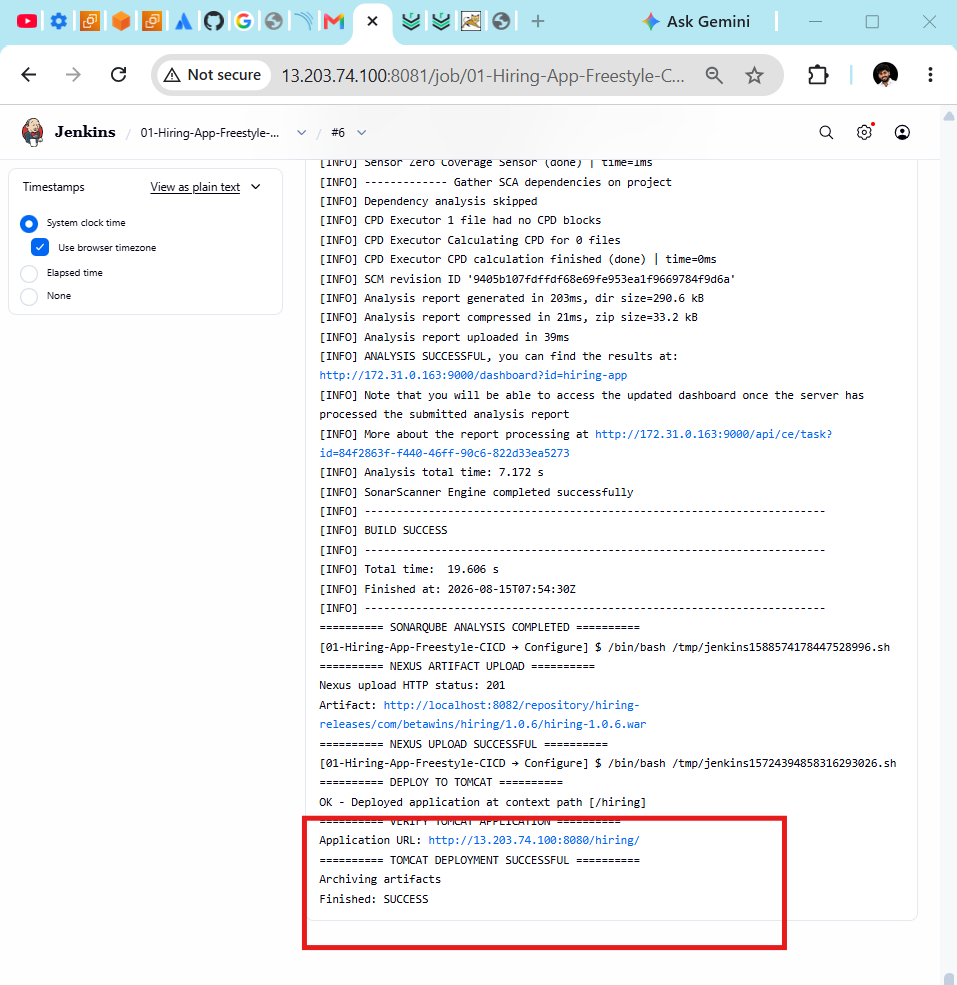 Ask Gemini
Not secure
13.203.74.100:8081/job/01-Hiring-App-Freestyle-C...
Jenkins / 01-Hiring-App-Freestyle-... / #6
Timestamps
View as plain text
System clock time
Use browser timezone
Elapsed time
None
[INFO] Sensor Zero Coverage Sensor (done) | time=1ms
[INFO] ------------- Gather SCA dependencies on project
[INFO] Dependency analysis skipped
[INFO] CPD Executor 1 file had no CPD blocks
[INFO] CPD Executor Calculating CPD for 0 files
[INFO] CPD Executor CPD calculation finished (done) | time=0ms
[INFO] SCM revision ID '9405b107fdffdf68e69fe953ea1f9669784f9d6a'
[INFO] Analysis report generated in 203ms, dir size=290.6 kB
[INFO] Analysis report compressed in 21ms, zip size=33.2 kB
[INFO] Analysis report uploaded in 39ms
[INFO] ANALYSIS SUCCESSFUL, you can find the results at:
http://172.31.0.163:9000/dashboard?id=hiring-app
[INFO] Note that you will be able to access the updated dashboard once the server has
processed the submitted analysis report
[INFO] More about the report processing at http://172.31.0.163:9000/api/ce/task?
id=84f2863f-f440-46ff-90c6-822d33ea5273
[INFO] Analysis total time: 7.172 s
[INFO] SonarScanner Engine completed successfully
[INFO] ------------------------------------------------------------------------
[INFO] BUILD SUCCESS
[INFO] ------------------------------------------------------------------------
[INFO] Total time:  19.606 s
[INFO] Finished at: 2026-08-15T07:54:30Z
[INFO] ------------------------------------------------------------------------
========== SONARQUBE ANALYSIS COMPLETED ==========
[01-Hiring-App-Freestyle-CICD → Configure] $ /bin/bash /tmp/jenkins1588574178447528996.sh
========== NEXUS ARTIFACT UPLOAD ==========
Nexus upload HTTP status: 201
Artifact: http://localhost:8082/repository/hiring-
releases/com/betawins/hiring/1.0.6/hiring-1.0.6.war
========== NEXUS UPLOAD SUCCESSFUL ==========
[01-Hiring-App-Freestyle-CICD → Configure] $ /bin/bash /tmp/jenkins15724394858316293026.sh
========== DEPLOY TO TOMCAT ==========
OK - Deployed application at context path [/hiring]
========== VERIFY TOMCAT APPLICATION ==========
Application URL: http://13.203.74.100:8080/hiring/
========== TOMCAT DEPLOYMENT SUCCESSFUL ==========
Archiving artifacts
Finished: SUCCESS